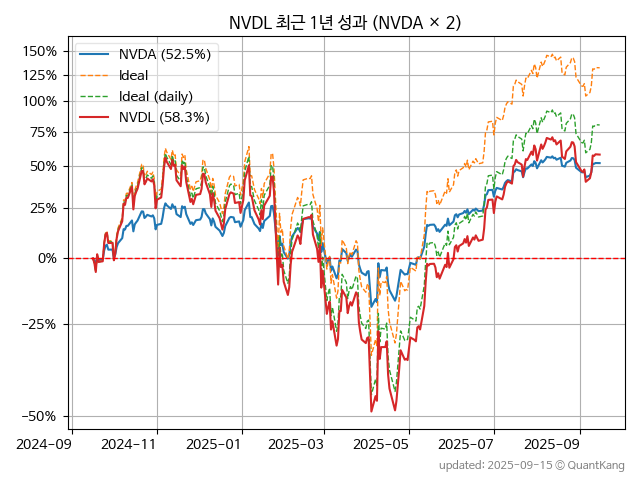 NVDL 최근 1년 성과 (NVDA × 2)
150%
125%
100%
75%
50%
25%
0%
−25%
−50%
NVDA (52.5%)
Ideal
Ideal (daily)
NVDL (58.3%)
2024-09
2024-11
2025-01
2025-03
2025-05
2025-07
2025-09
updated: 2025-09-15 © QuantKang